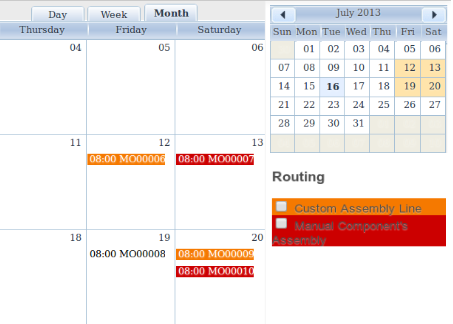 Day Week Month
Thursday Friday Saturday
04 05 06
11 12 13
08:00 MO00006 08:00 MO00007
18 19 20
08:00 MO00008 08:00 MO00009
08:00 MO00010
July 2013
Sun Mon Tue Wed Thu Fri Sat
01 02 03 04 05 06
07 08 09 10 11 12 13
14 15 16 17 18 19 20
21 22 23 24 25 26 27
28 29 30 31
Routing
Custom Assembly Line
Manual Component's
Assembly